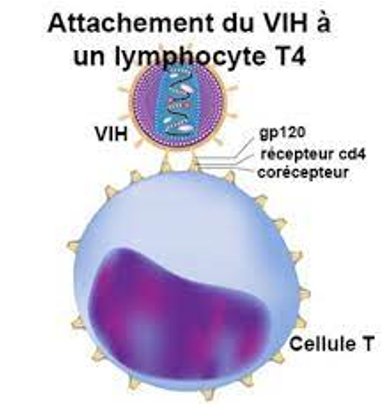 Attachement du VIH à
un lymphocyte T4
VIH
gp120
récepteur cd4
corécepteur
Cellule T